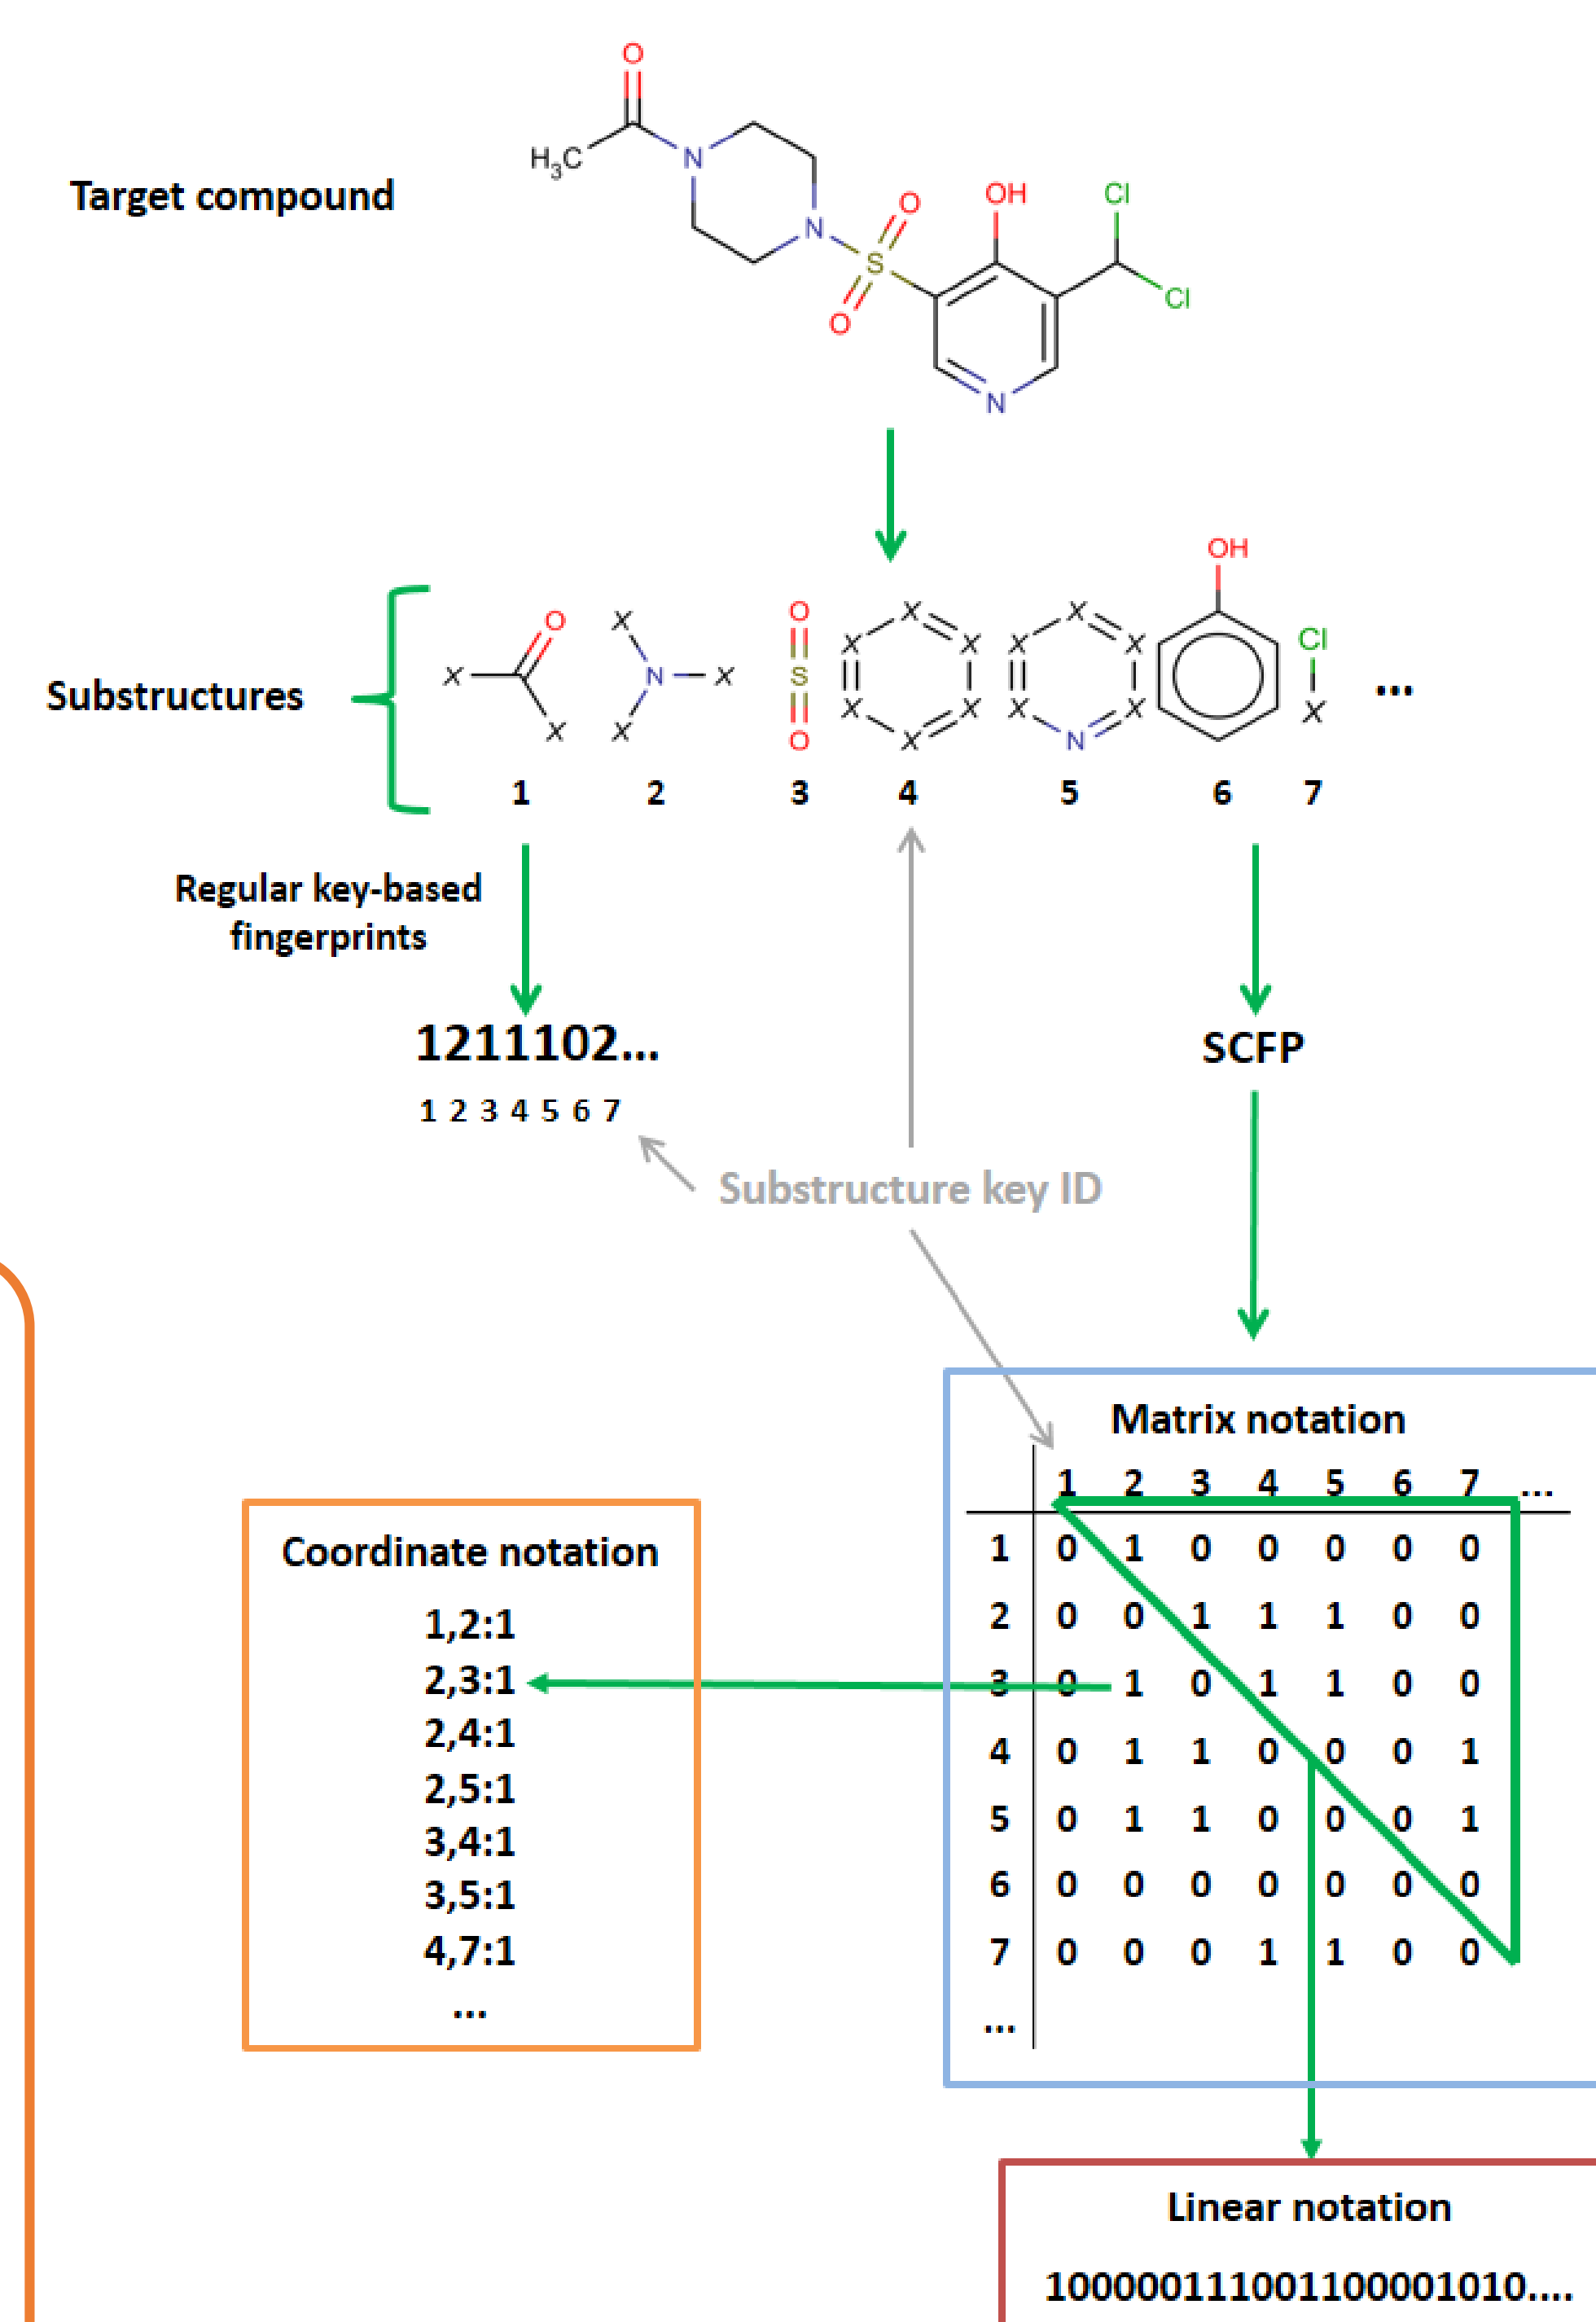 O
H3C
N
N
S
O
O
OH
Cl
Cl
N
Target compound
Substructures
X
O
X
X
N
X
X
O
S
O
X
X
X
X
X
X
X
X
X
X
X
N
OH
Cl
X
...
1 2 3 4 5 6 7
Regular key-based
fingerprints
1211102...
1 2 3 4 5 6 7
SCFP
Substructure key ID
Matrix notation
1 2 3 4 5 6 7 ...
1 0 1 0 0 0 0 0
2 0 0 1 1 1 0 0
3 0 1 0 1 1 0 0
4 0 1 1 0 0 0 1
5 0 1 1 0 0 0 1
6 0 0 0 0 0 0 0
7 0 0 0 1 1 0 0
...
Coordinate notation
1,2:1
2,3:1
2,4:1
2,5:1
3,4:1
3,5:1
4,7:1
...
Linear notation
100000111001100001010....